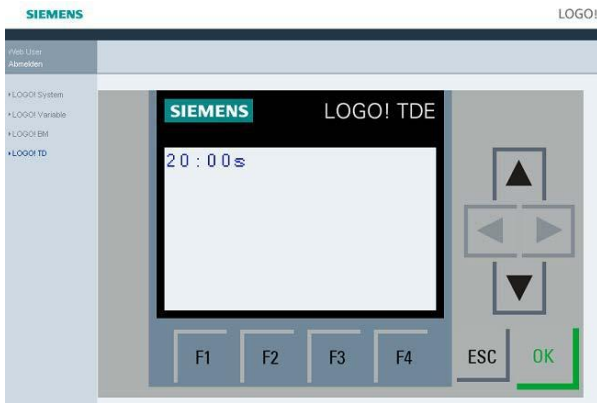 SIEMENS
LOGO!
Web User
Abmelden
LOGO! System
LOGO! Variable
LOGO! BM
LOGO! TD
SIEMENS LOGO! TDE
20:00s
F1 F2 F3 F4 ESC OK